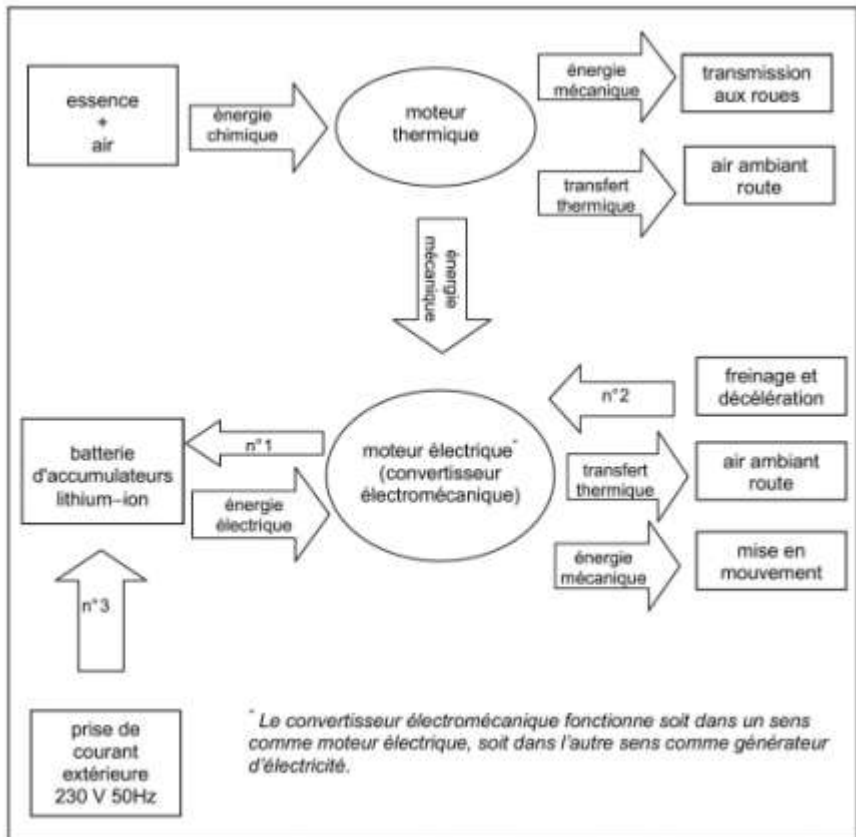 essence
+
air
énergie
chimique
moteur
thermique
énergie
mécanique
transmission
aux roues
transfert
thermique
air ambiant
route
énergie
mécanique
freinage et
décélération
n°2
batterie
d'accumulateurs
lithium–ion
n°1
énergie
électrique
moteur électrique*
(convertisseur
électromécanique)
transfert
thermique
air ambiant
route
énergie
mécanique
mise en
mouvement
n°3
prise de
courant
extérieure
230 V 50Hz
* Le convertisseur électromécanique fonctionne soit dans un sens
comme moteur électrique, soit dans l'autre sens comme générateur
d'électricité.